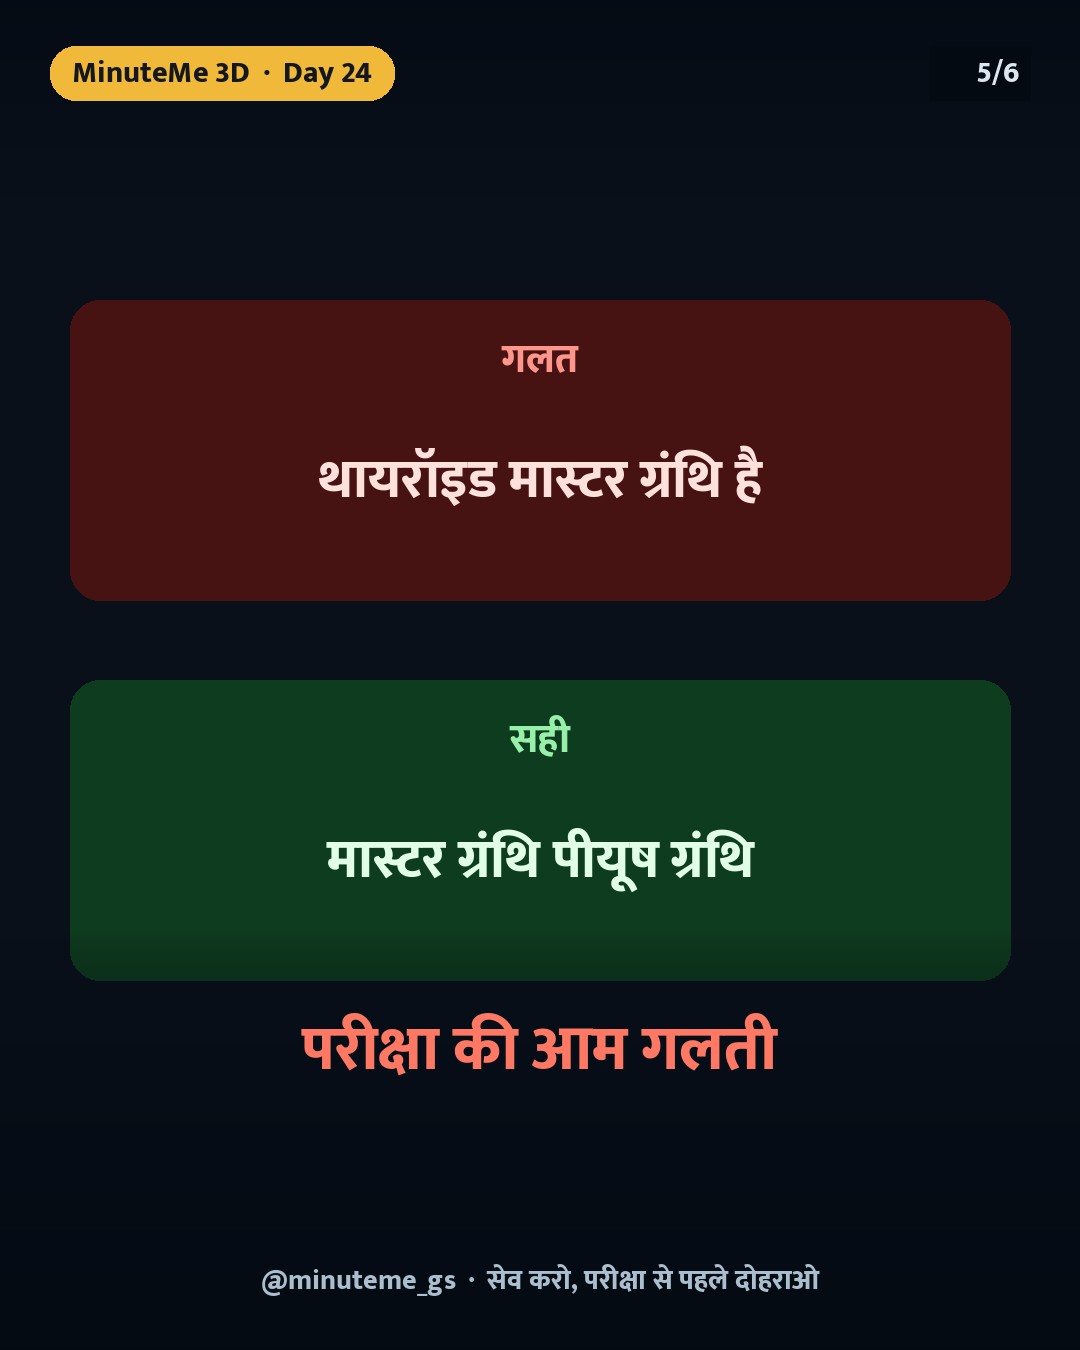 MinuteMe 3D · Day 24
5/6
गलत
थायरॉइड मास्टर ग्रंथि है
सही
मास्टर ग्रंथि पीयूष ग्रंथि
परीक्षा की आम गलती
@minuteme_gs · सेव करो, परीक्षा से पहले दोहराओ